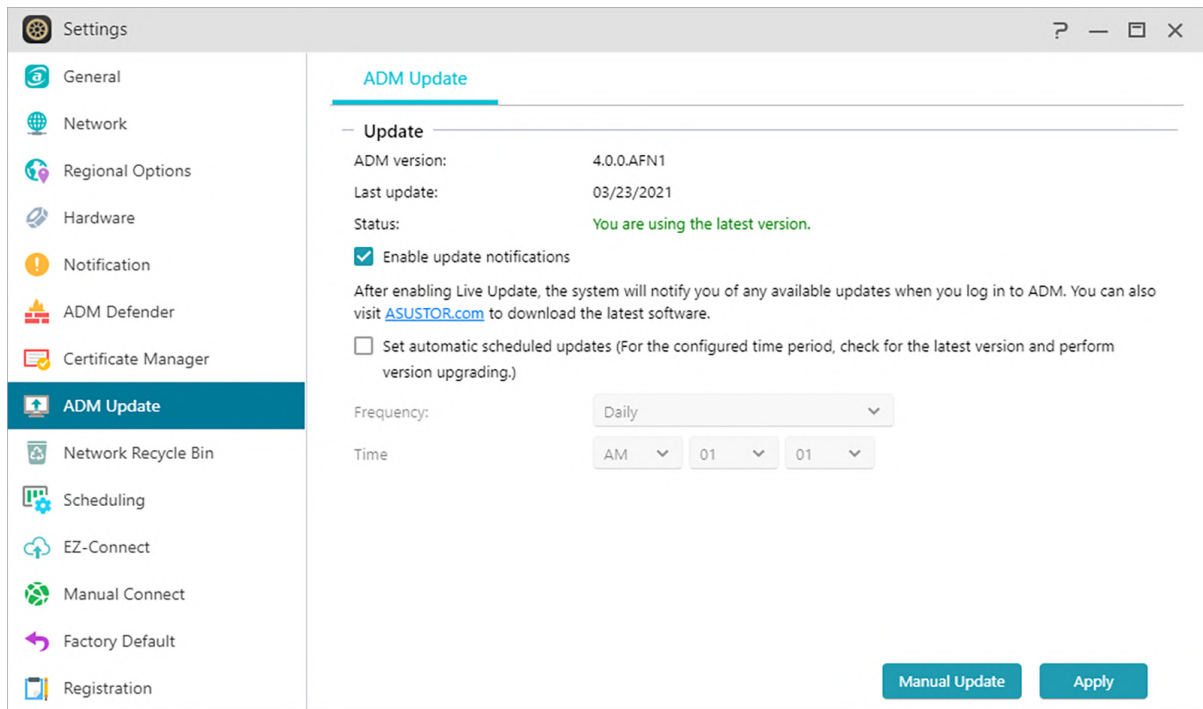 Settings
General
Network
Regional Options
Hardware
Notification
ADM Defender
Certificate Manager
ADM Update
Network Recycle Bin
Scheduling
EZ-Connect
Manual Connect
Factory Default
Registration
ADM Update
Update
ADM version: 4.0.0.AFN1
Last update: 03/23/2021
Status: You are using the latest version.
Enable update notifications
After enabling Live Update, the system will notify you of any available updates when you log in to ADM. You can also
visit ASUSTOR.com to download the latest software.
Set automatic scheduled updates (For the configured time period, check for the latest version and perform
version upgrading.)
Frequency: Daily
Time AM 01 01
Manual Update Apply